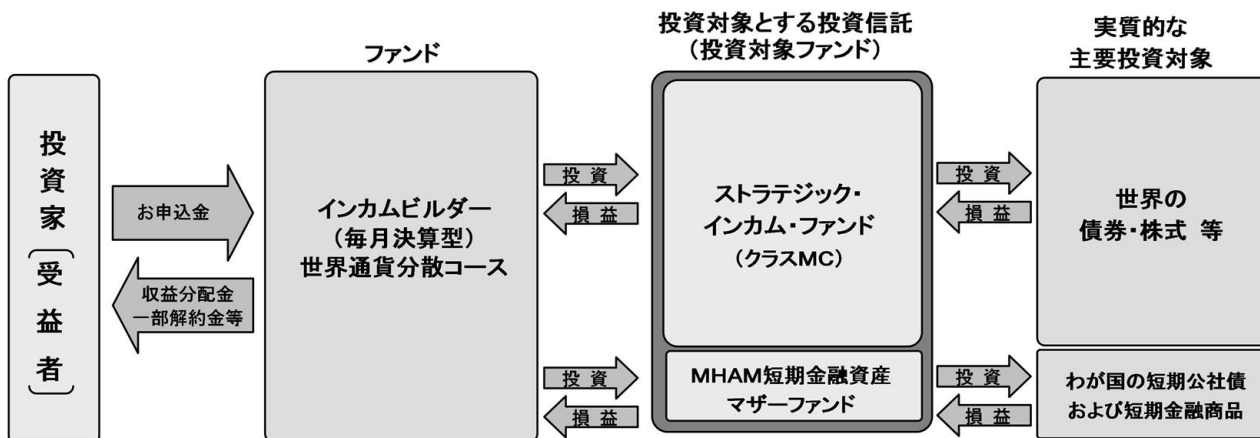 投資家〔受益者〕
お申込金
収益分配金
一部解約金等
ファンド
インカムビルダー
(毎月決算型)
世界通貨分散コース
投資
損益
投資
損益
投資対象とする投資信託
(投資対象ファンド)
ストラテジック・
インカム・ファンド
(クラスMC)
MHAM短期金融資産
マザーファンド
投資
損益
投資
損益
実質的な
主要投資対象
世界の
債券・株式 等
わが国の短期公社債
および短期金融商品